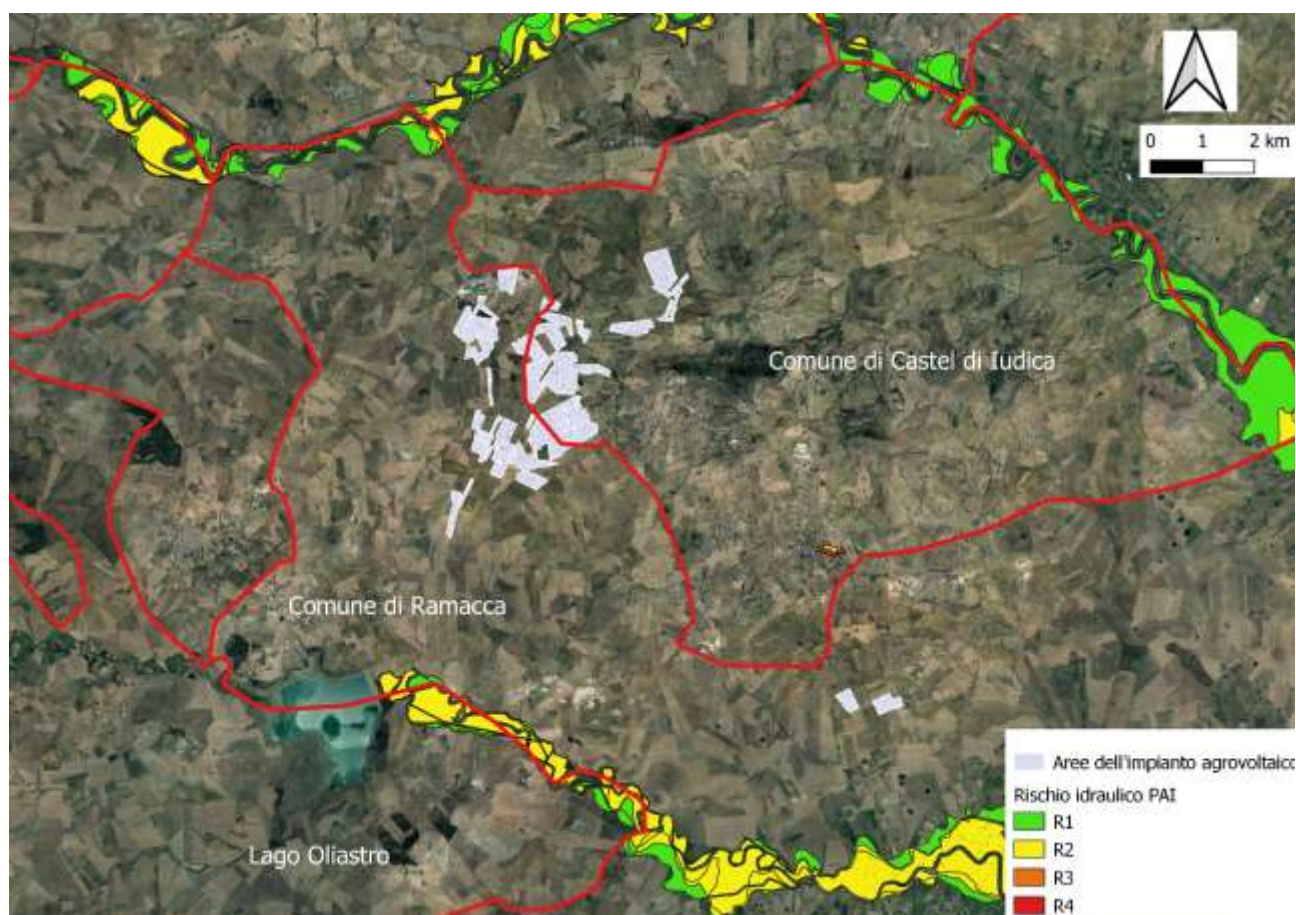 0 1 2 km
Comune di Castel di Iudica
Comune di Ramacca
Lago Oliastro
Aree dell'impianto agrovoltaico
Rischio idraulico PAI
R1
R2
R3
R4